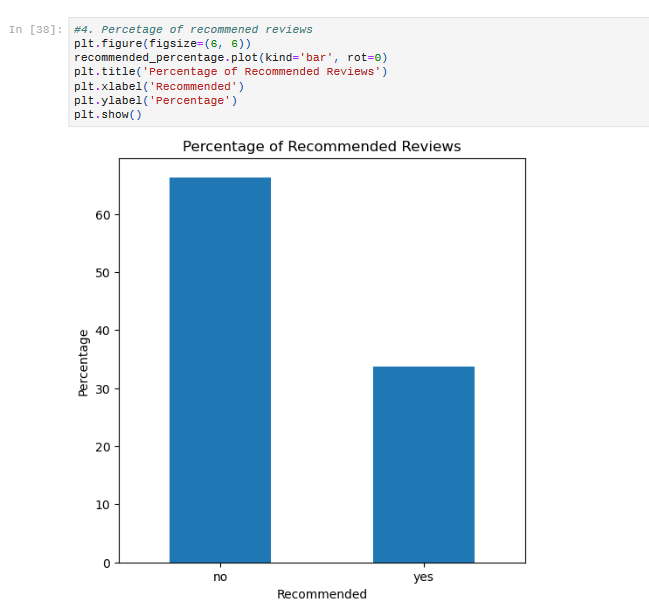 In [38]:
#4. Percetage of recommened reviews
plt.figure(figsize=(6, 6))
recommended_percentage.plot(kind='bar', rot=0)
plt.title('Percentage of Recommended Reviews')
plt.xlabel('Recommended')
plt.ylabel('Percentage')
plt.show()
Percentage of Recommended Reviews
Percentage
60
50
40
30
20
10
0
no
yes
Recommended